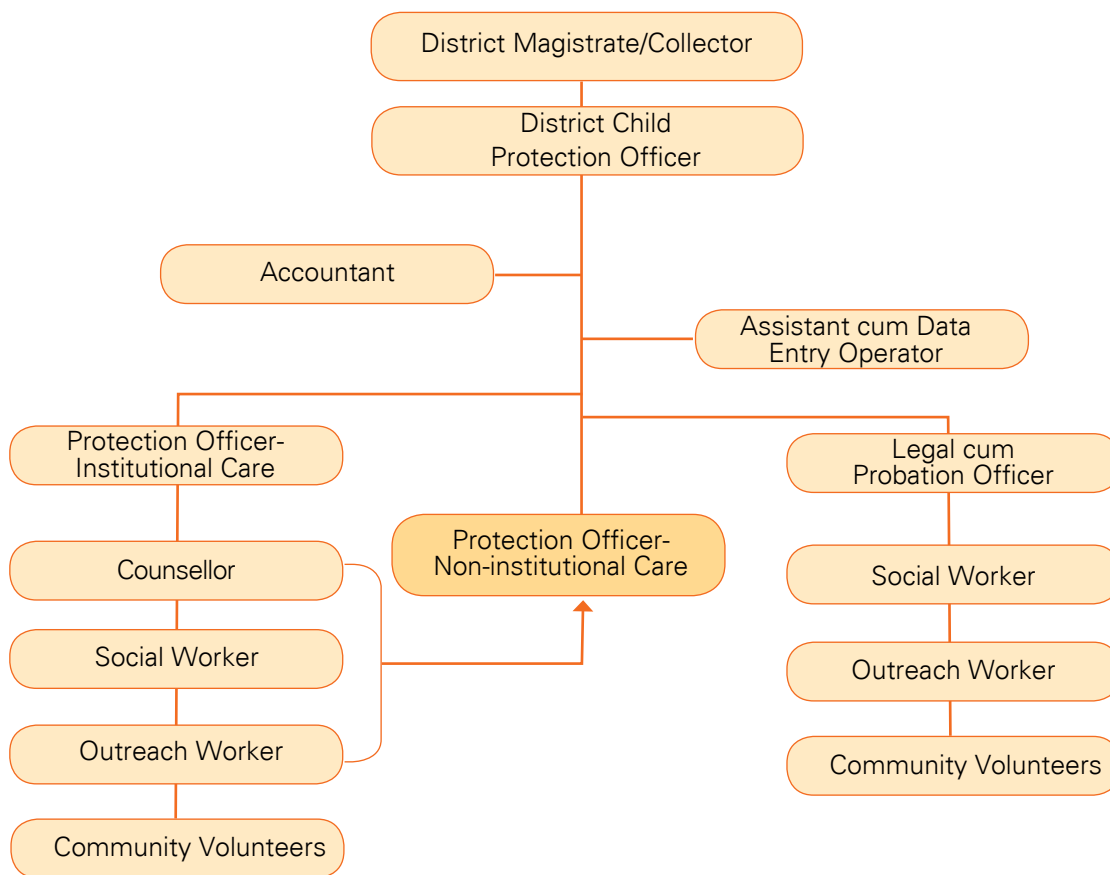 District Magistrate/Collector
District Child
Protection Officer
Accountant
Assistant cum Data
Entry Operator
Protection Officer-
Institutional Care
Legal cum
Probation Officer
Protection Officer-
Non-institutional Care
Counsellor
Social Worker
Social Worker
Outreach Worker
Outreach Worker
Community Volunteers
Community Volunteers